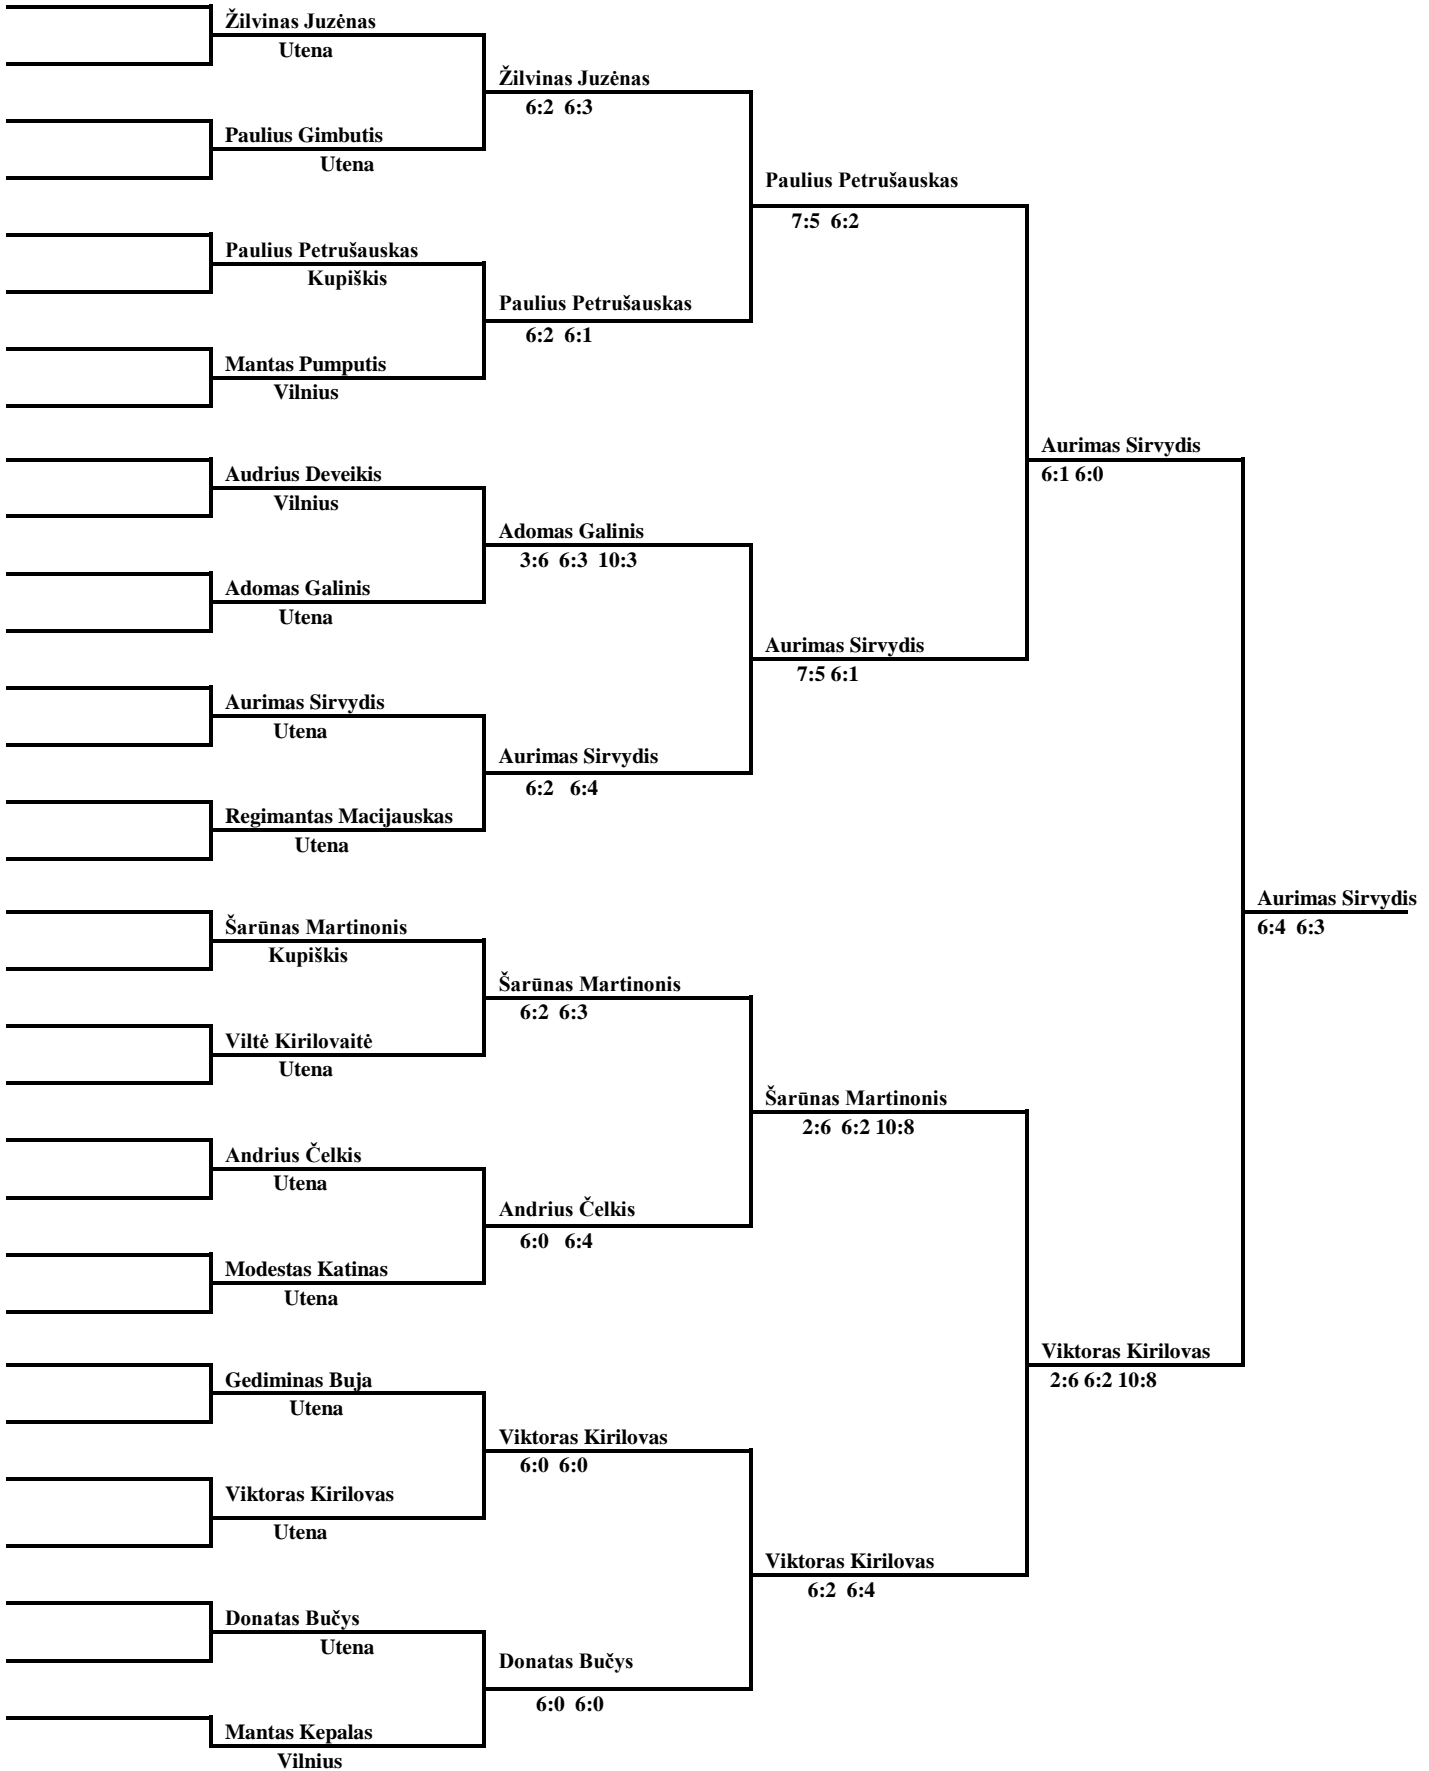 Žilvinas Juzėnas
Utena
Žilvinas Juzėnas
6:2 6:3
Paulius Gimbutis
Utena
Paulius Petrušauskas
7:5 6:2
Paulius Petrušauskas
Kupiškis
Paulius Petrušauskas
6:2 6:1
Mantas Pumputis
Vilnius
Aurimas Sirvydis
6:1 6:0
Audrius Deveikis
Vilnius
Adomas Galinis
3:6 6:3 10:3
Adomas Galinis
Utena
Aurimas Sirvydis
7:5 6:1
Aurimas Sirvydis
Utena
Aurimas Sirvydis
6:2 6:4
Regimantas Macijauskas
Utena
Aurimas Sirvydis
6:4 6:3
Šarūnas Martinonis
Kupiškis
Šarūnas Martinonis
6:2 6:3
Viltė Kirilovaitė
Utena
Šarūnas Martinonis
2:6 6:2 10:8
Andrius Čelkis
Utena
Andrius Čelkis
6:0 6:4
Modestas Katinas
Utena
Viktoras Kirilovas
2:6 6:2 10:8
Gediminas Buja
Utena
Viktoras Kirilovas
6:0 6:0
Viktoras Kirilovas
Utena
Viktoras Kirilovas
6:2 6:4
Donatas Bučys
Utena
Donatas Bučys
6:0 6:0
Mantas Kepalas
Vilnius